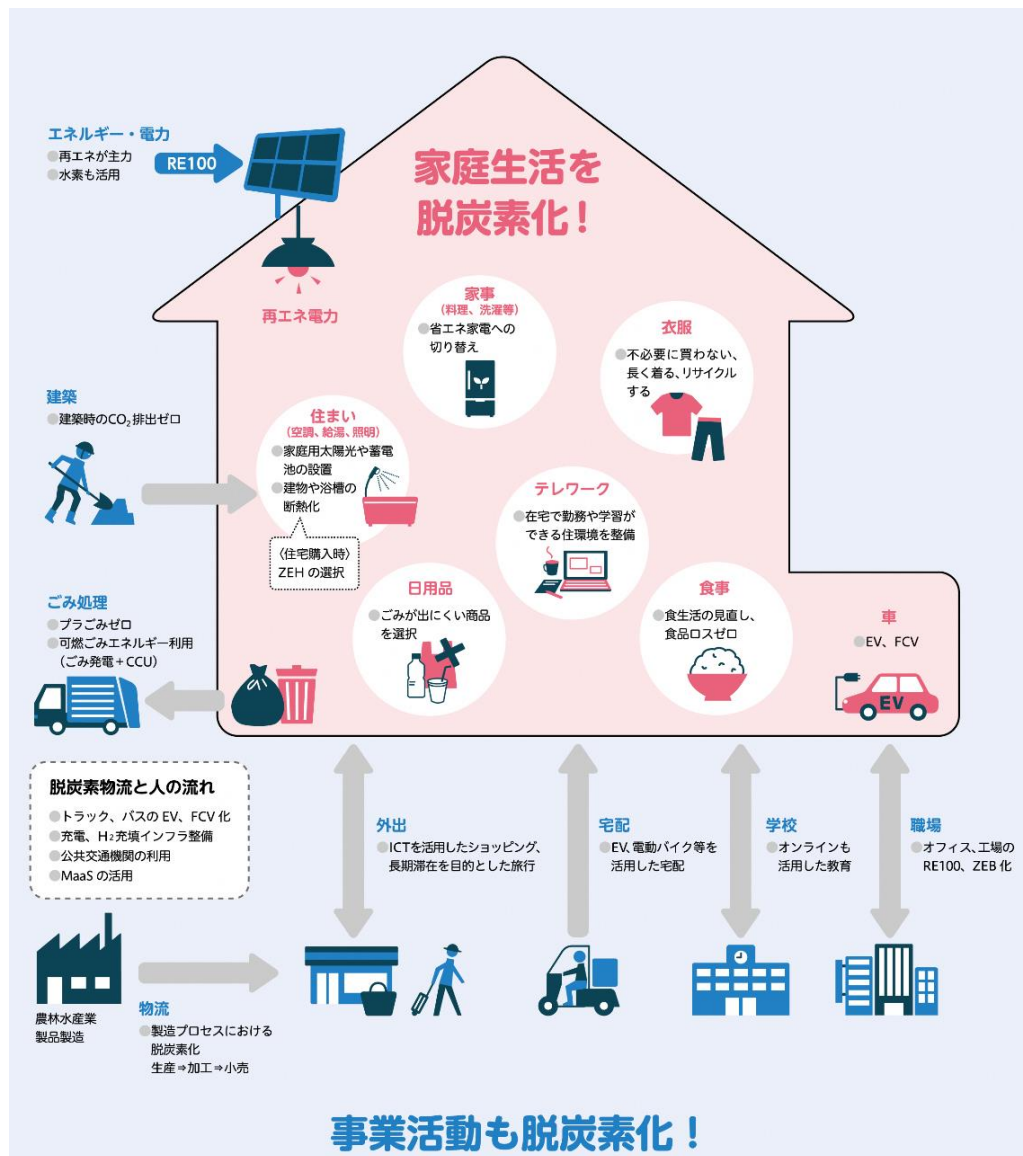 家庭生活を
脱炭素化！
エネルギー・電力
●再エネが主力
●水素も活用
RE100
再エネ電力
家事
（料理、洗濯等）
●省エネ家電への
切り替え
衣服
●不必要に買わない、
長く着る、リサイクル
する
建築
●建築時のCO₂排出ゼロ
住まい
（空調、給湯、照明）
●家庭用太陽光や蓄電
池の設置
●建物や浴槽の
断熱化
〈住宅購入時〉
ZEHの選択
テレワーク
●在宅で勤務や学習が
できる住環境を整備
ごみ処理
●プラごみゼロ
●可燃ごみエネルギー利用
（ごみ発電＋CCU）
日用品
●ごみが出にくい商品
を選択
食事
●食生活の見直し、
食品ロスゼロ
車
●EV、FCV
EV
脱炭素物流と人の流れ
●トラック、バスのEV、FCV化
●充電、H₂充填インフラ整備
●公共交通機関の利用
●MaaSの活用
外出
●ICTを活用したショッピング、
長期滞在を目的とした旅行
宅配
●EV、電動バイク等を
活用した宅配
学校
●オンラインも
活用した教育
職場
●オフィス、工場の
RE100、ZEB化
農林水産業
製品製造
物流
●製造プロセスにおける
脱炭素化
生産⇒加工⇒小売
事業活動も脱炭素化！